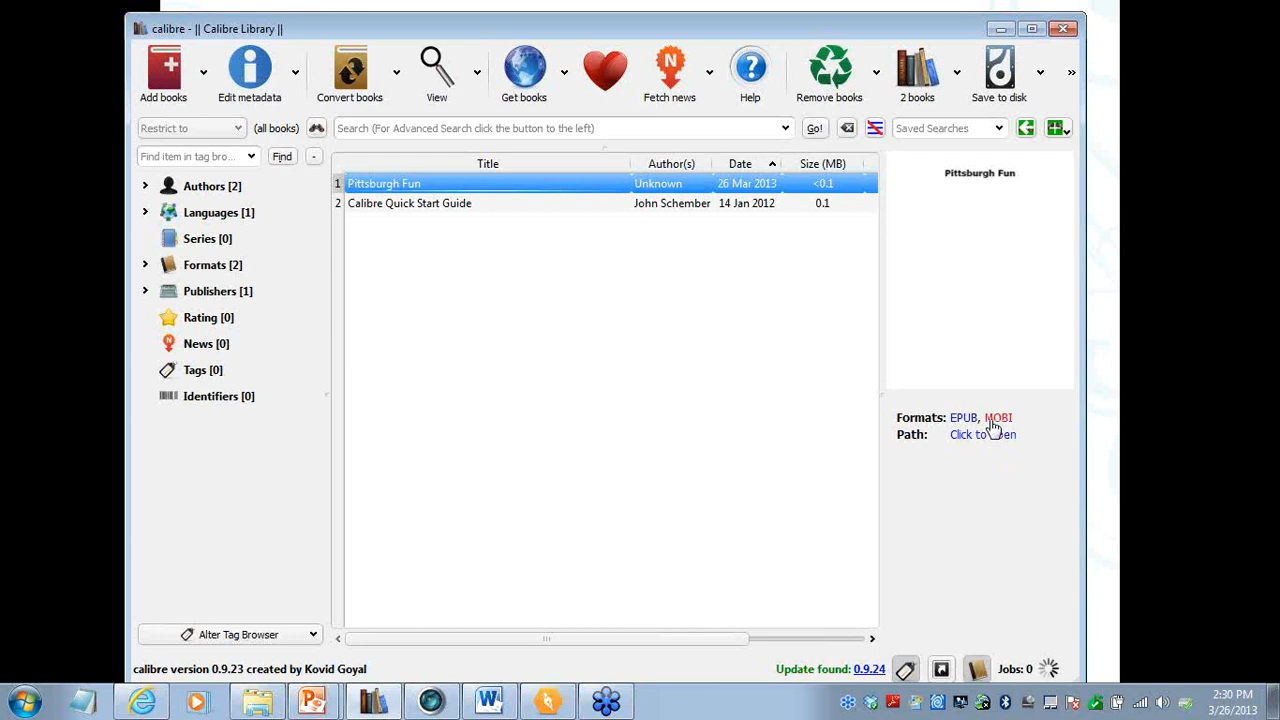 calibre - || Calibre Library ||
Add books
Edit metadata
Convert books
View
Get books
Fetch news
Help
Remove books
2 books
Save to disk
»
Restrict to
(all books)
Search (For Advanced Search click the button to the left)
Go!
Saved Searches
Find item in tag bro...
Find
-
Title
Author(s)
Date
Size (MB)
1 Pittsburgh Fun Unknown 26 Mar 2013 <0.1
2 Calibre Quick Start Guide John Schember 14 Jan 2012 0.1
Authors [2]
Languages [1]
Series [0]
Formats [2]
Publishers [1]
Rating [0]
News [0]
Tags [0]
Identifiers [0]
Pittsburgh Fun
Formats: EPUB, MOBI
Path: Click to open
Alter Tag Browser
calibre version 0.9.23 created by Kovid Goyal
Update found: 0.9.24
Jobs: 0
2:30 PM
3/26/2013